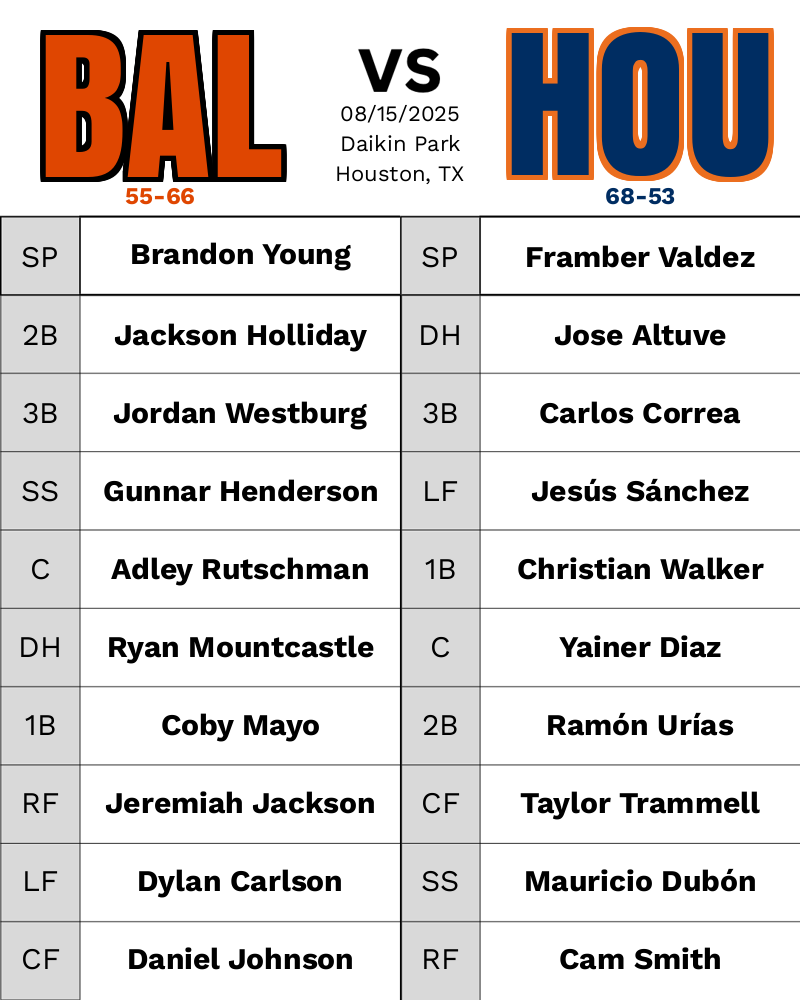 BAL
VS
HOU
08/15/2025
Daikin Park
Houston, TX
55-66
68-53
SP Brandon Young SP Framber Valdez
2B Jackson Holliday DH Jose Altuve
3B Jordan Westburg 3B Carlos Correa
SS Gunnar Henderson LF Jesús Sánchez
C Adley Rutschman 1B Christian Walker
DH Ryan Mountcastle C Yainer Diaz
1B Coby Mayo 2B Ramón Urías
RF Jeremiah Jackson CF Taylor Trammell
LF Dylan Carlson SS Mauricio Dubón
CF Daniel Johnson RF Cam Smith